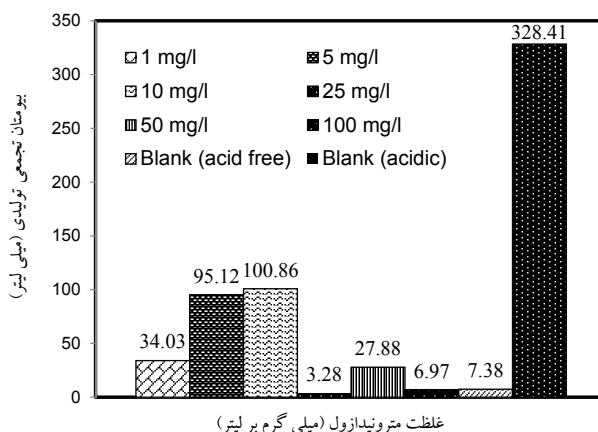 350
300
250
200
150
100
50
0
بیومتان تجمعی تولیدی (میلی لیتر)
1 mg/l
5 mg/l
10 mg/l
25 mg/l
50 mg/l
100 mg/l
Blank (acid free)
Blank (acidic)
34.03
95.12
100.86
3.28
27.88
6.97
7.38
328.41
غلظت مترونیدازول (میلی گرم بر لیتر)